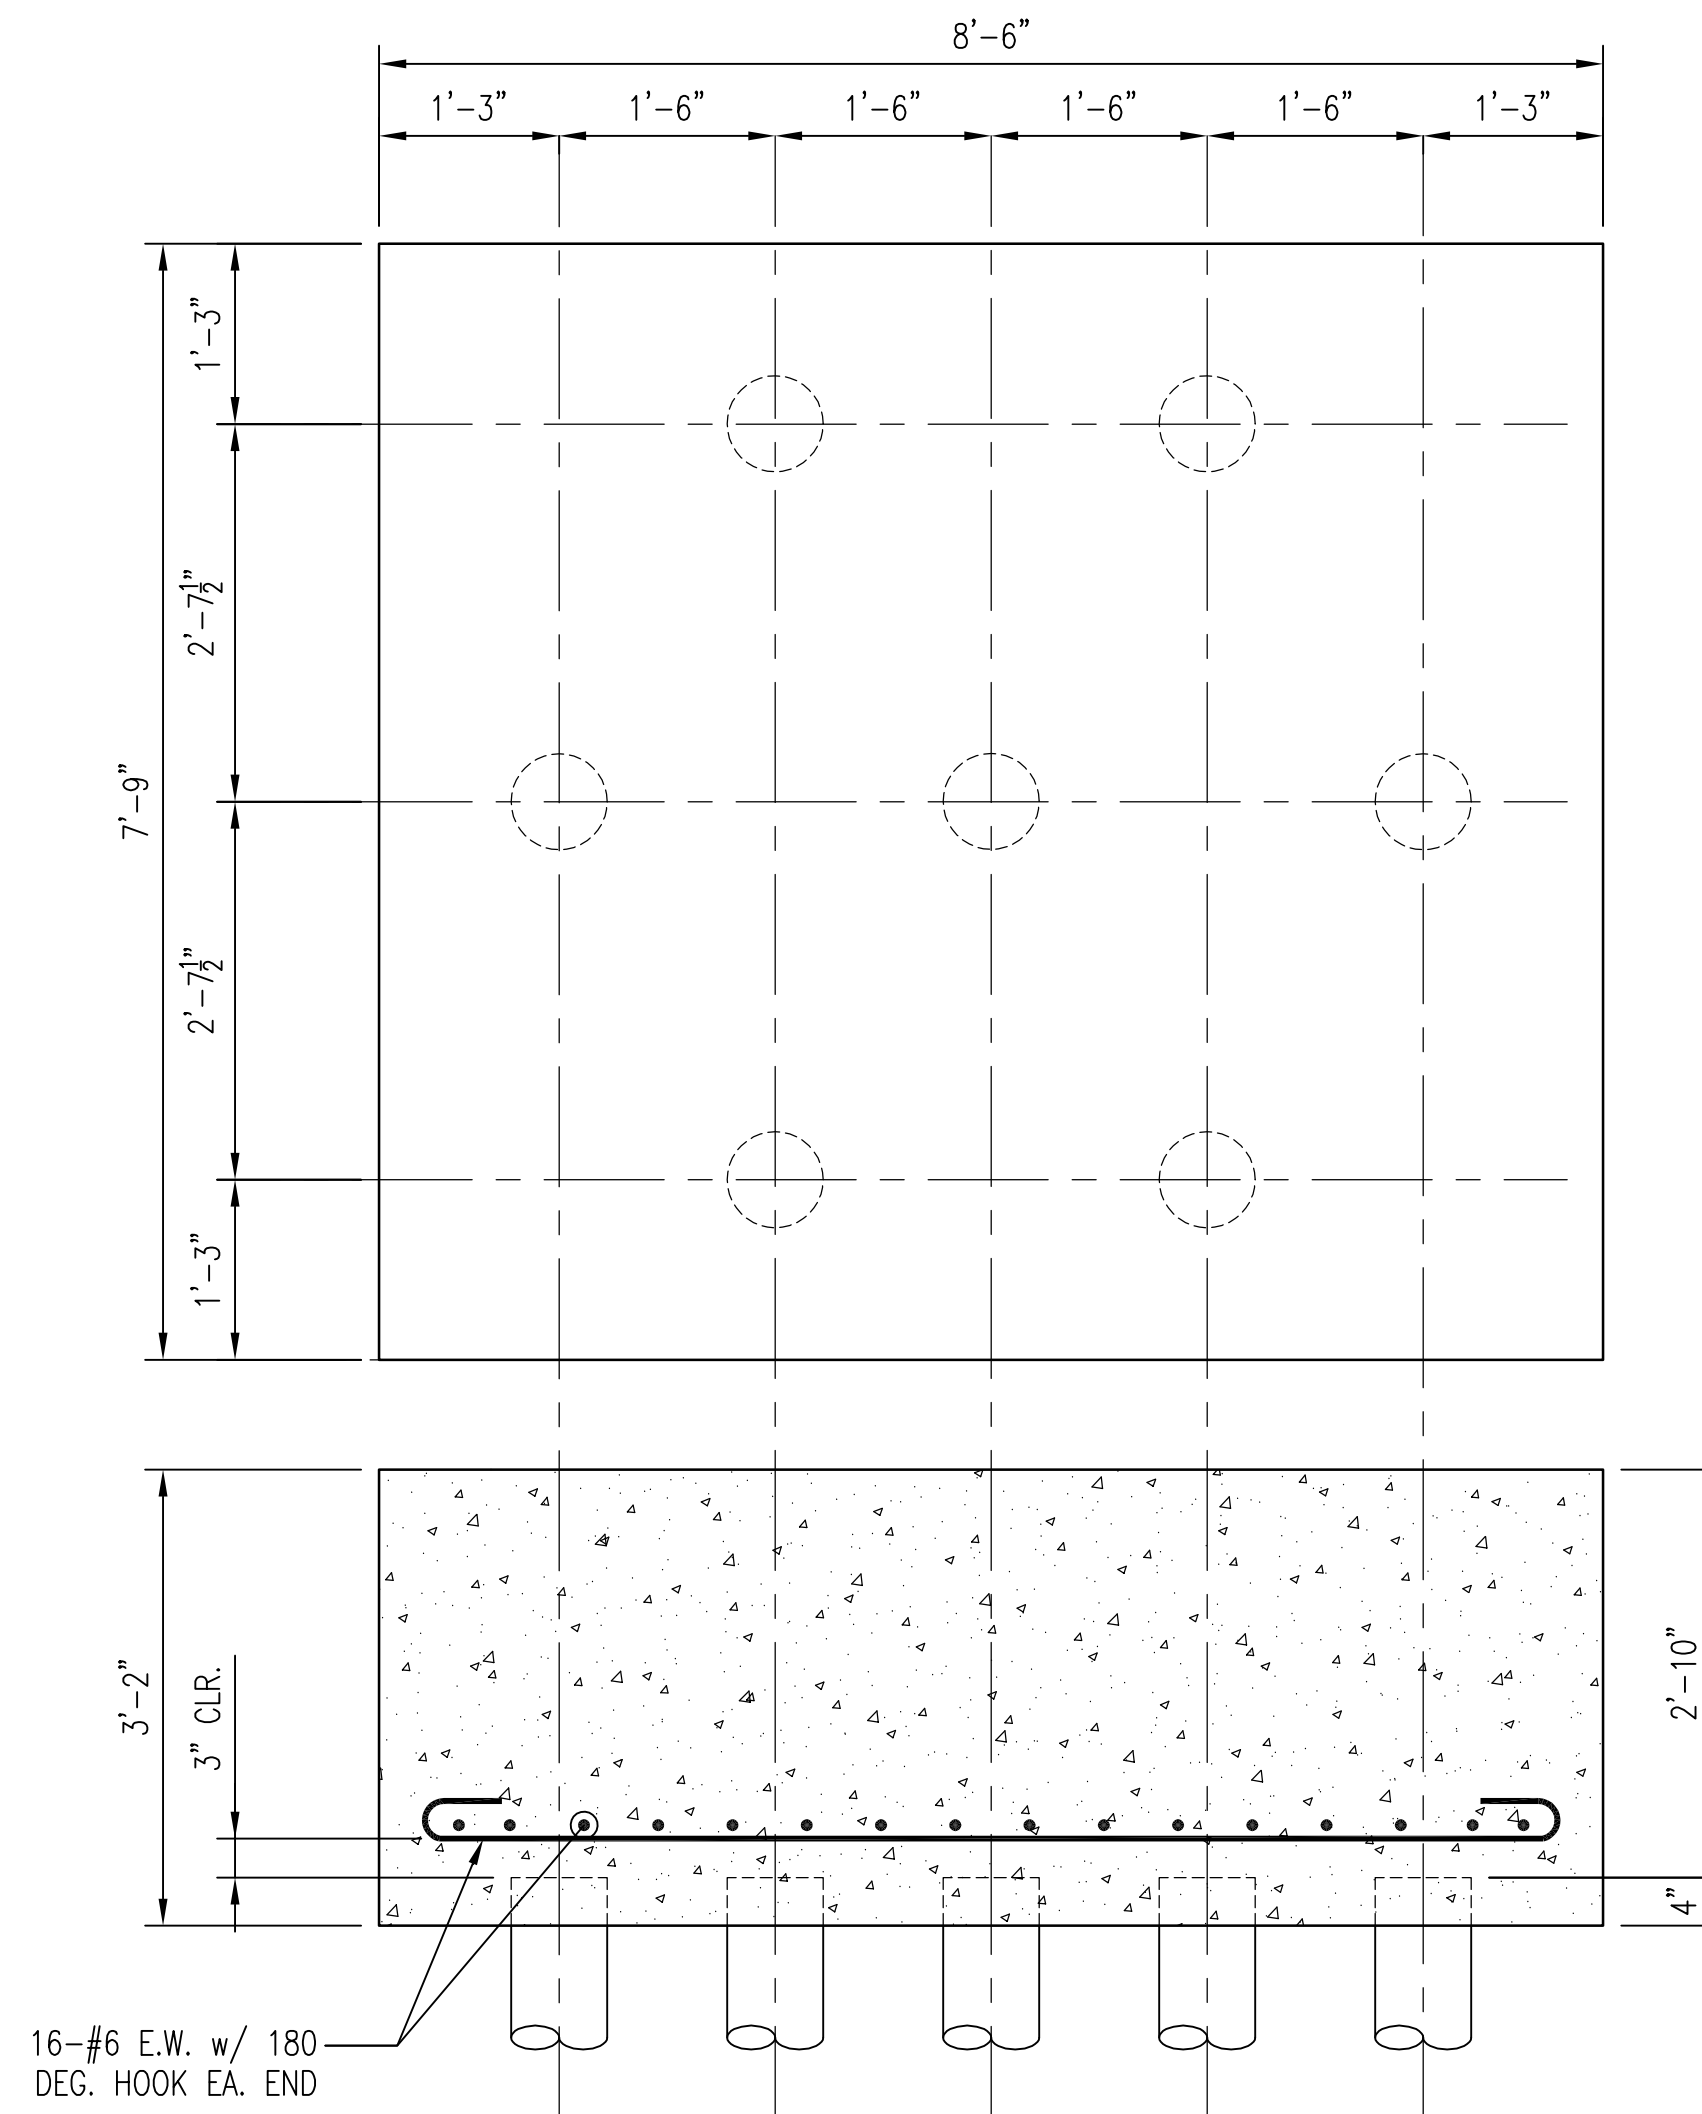 8'-6"
1'-3" 1'-6" 1'-6" 1'-6" 1'-6" 1'-3"
1'-3"
2'-7½"
7'-9"
2'-7½"
1'-3"
3'-2"
3" CLR.
2'-10"
4"
16-#6 E.W. w/ 180
DEG. HOOK EA. END